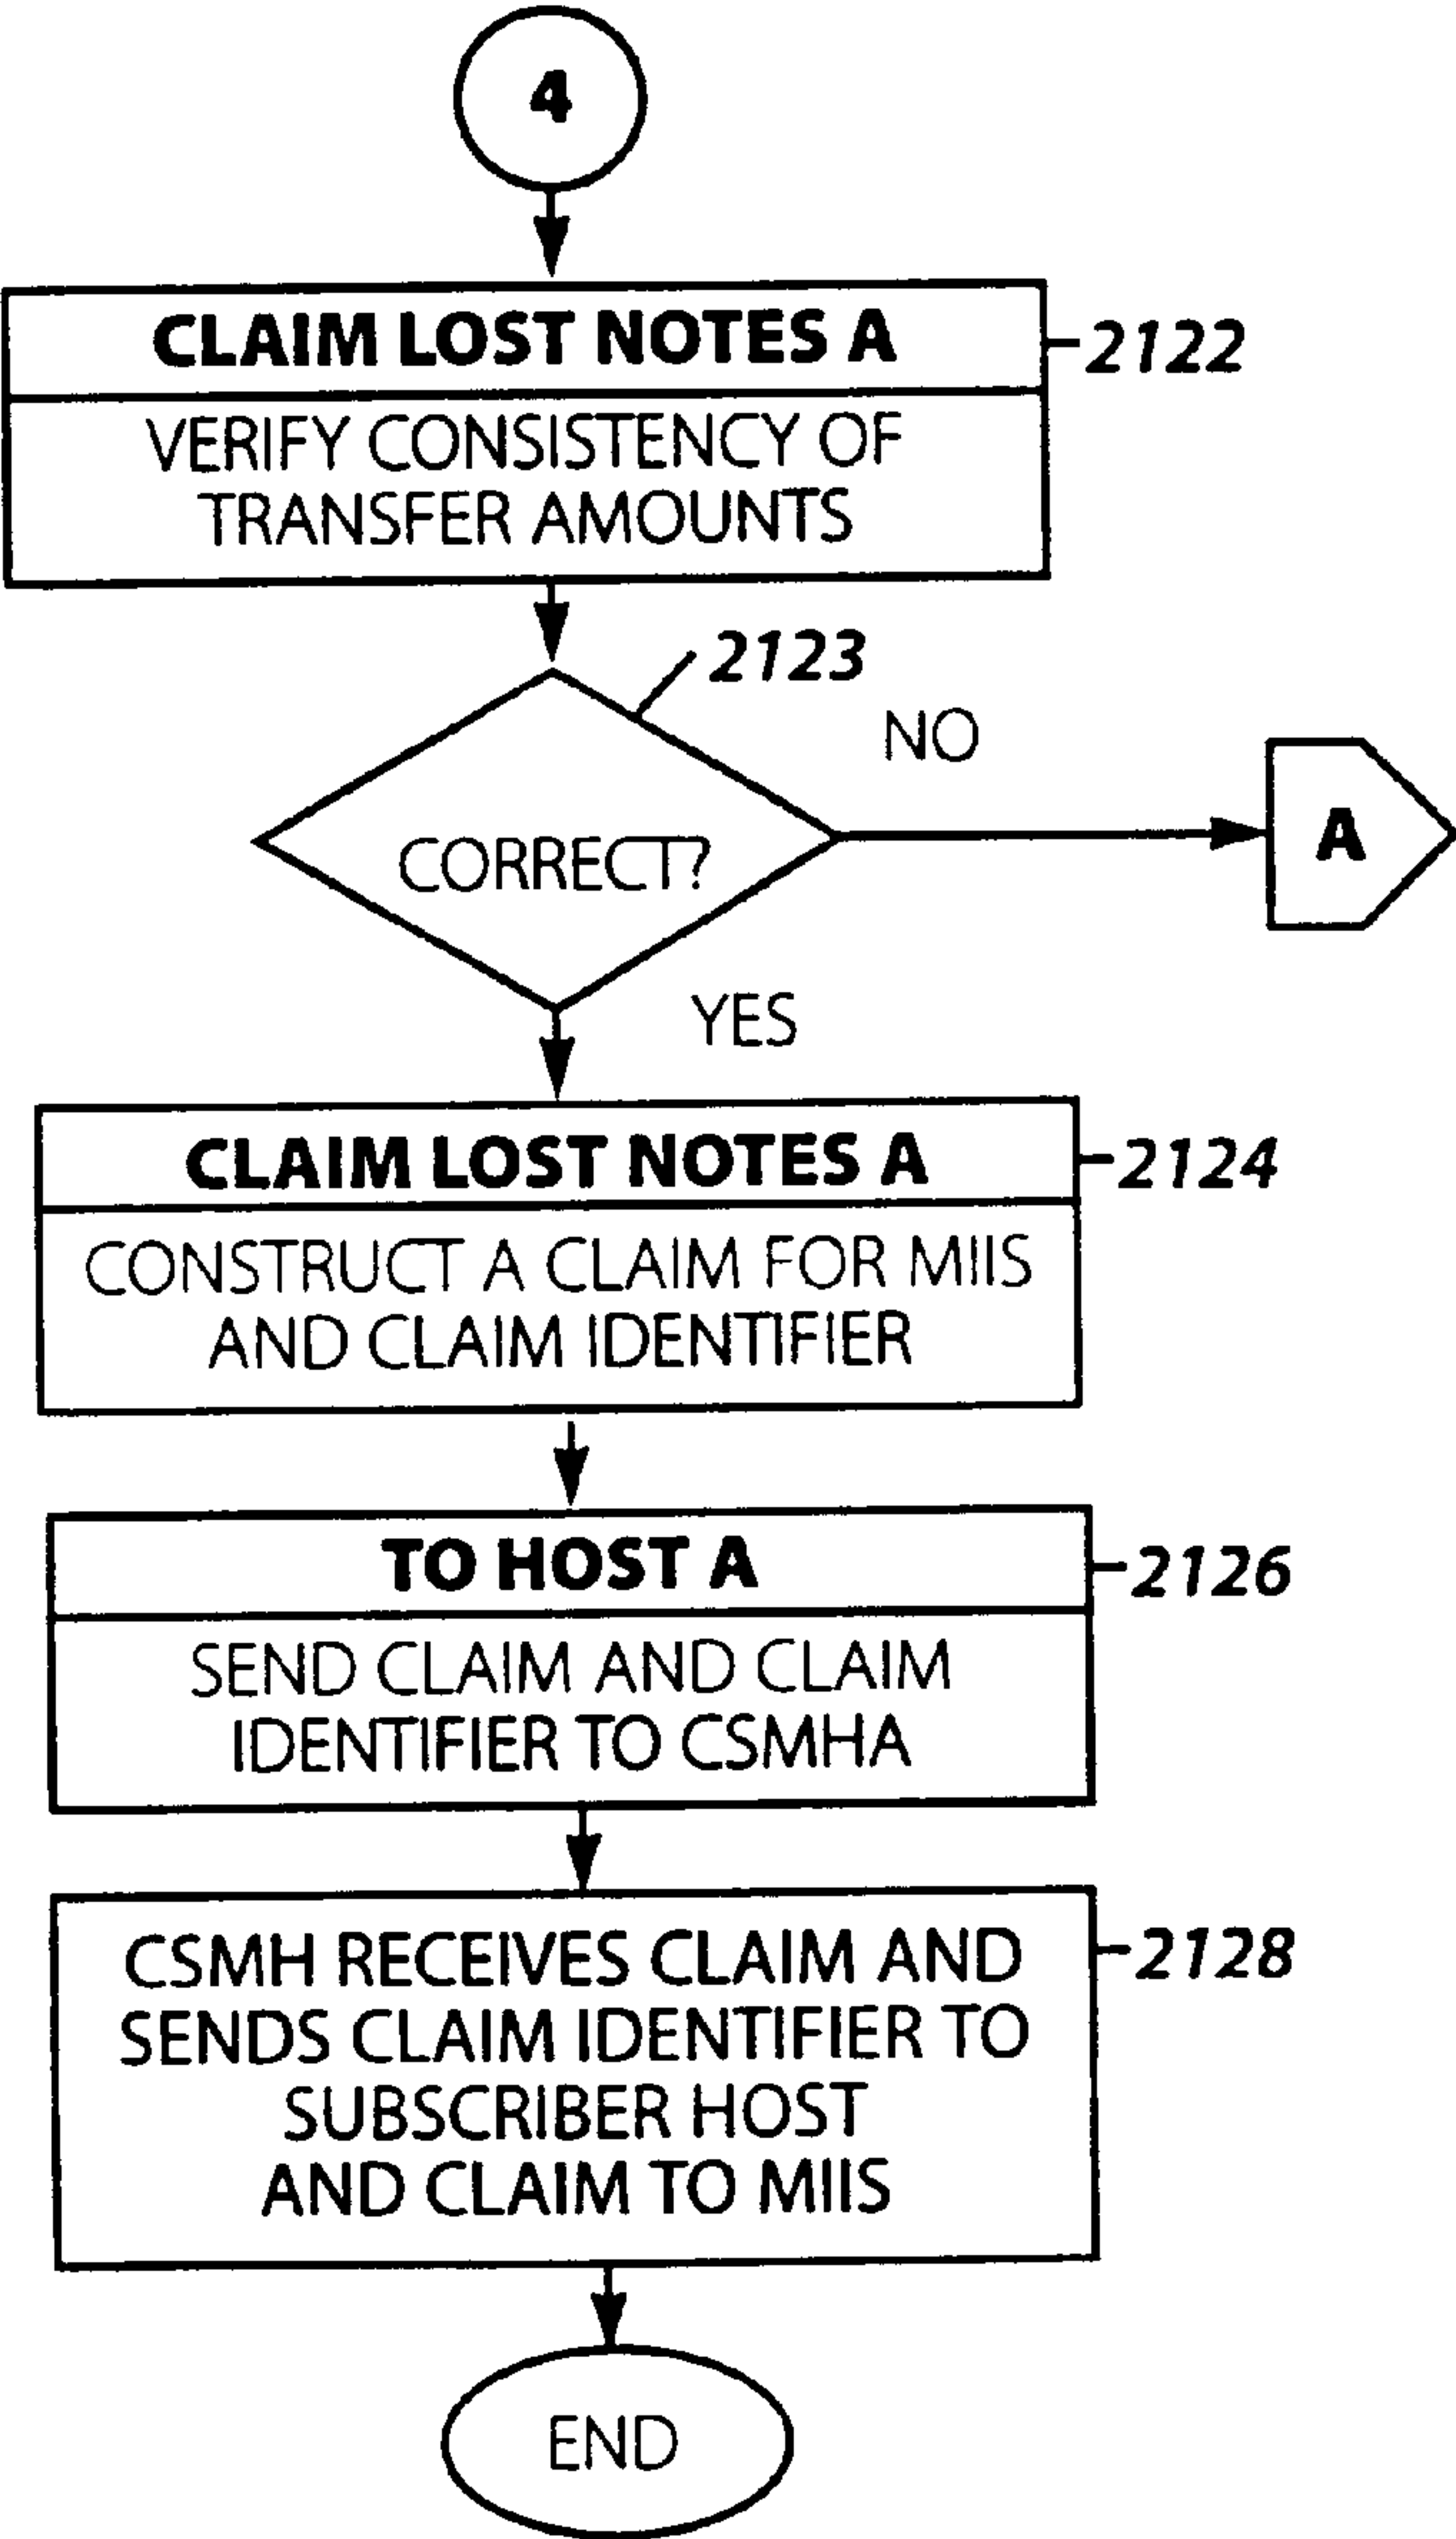 4
CLAIM LOST NOTES A
2122
VERIFY CONSISTENCY OF
TRANSFER AMOUNTS
2123
NO
CORRECT?
A
YES
CLAIM LOST NOTES A
2124
CONSTRUCT A CLAIM FOR MIIS
AND CLAIM IDENTIFIER
TO HOST A
2126
SEND CLAIM AND CLAIM
IDENTIFIER TO CSMHA
CSMH RECEIVES CLAIM AND
2128
SENDS CLAIM IDENTIFIER TO
SUBSCRIBER HOST
AND CLAIM TO MIIS
END